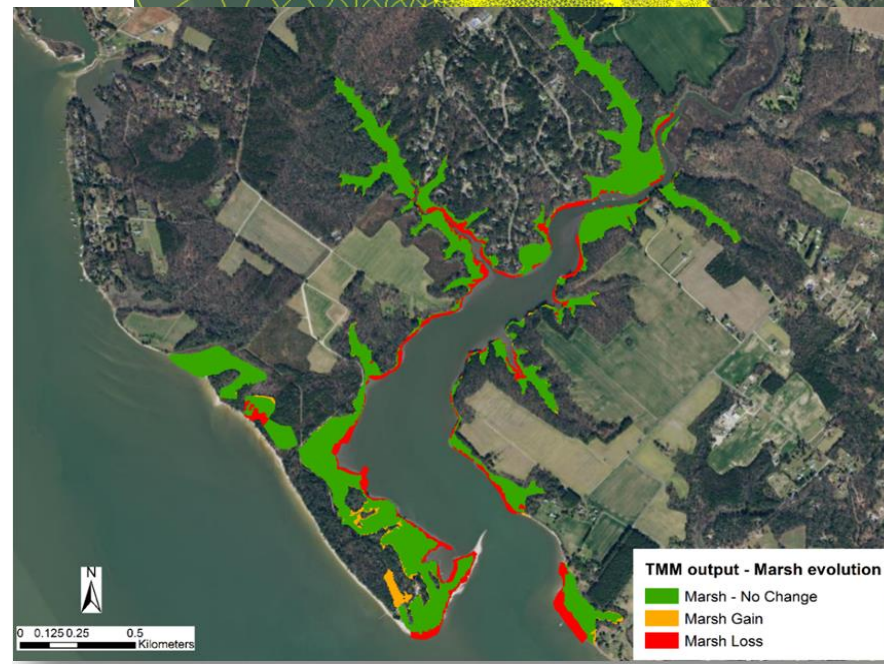 N
0 0.125 0.25 0.5
Kilometers
TMM output - Marsh evolution
Marsh - No Change
Marsh Gain
Marsh Loss